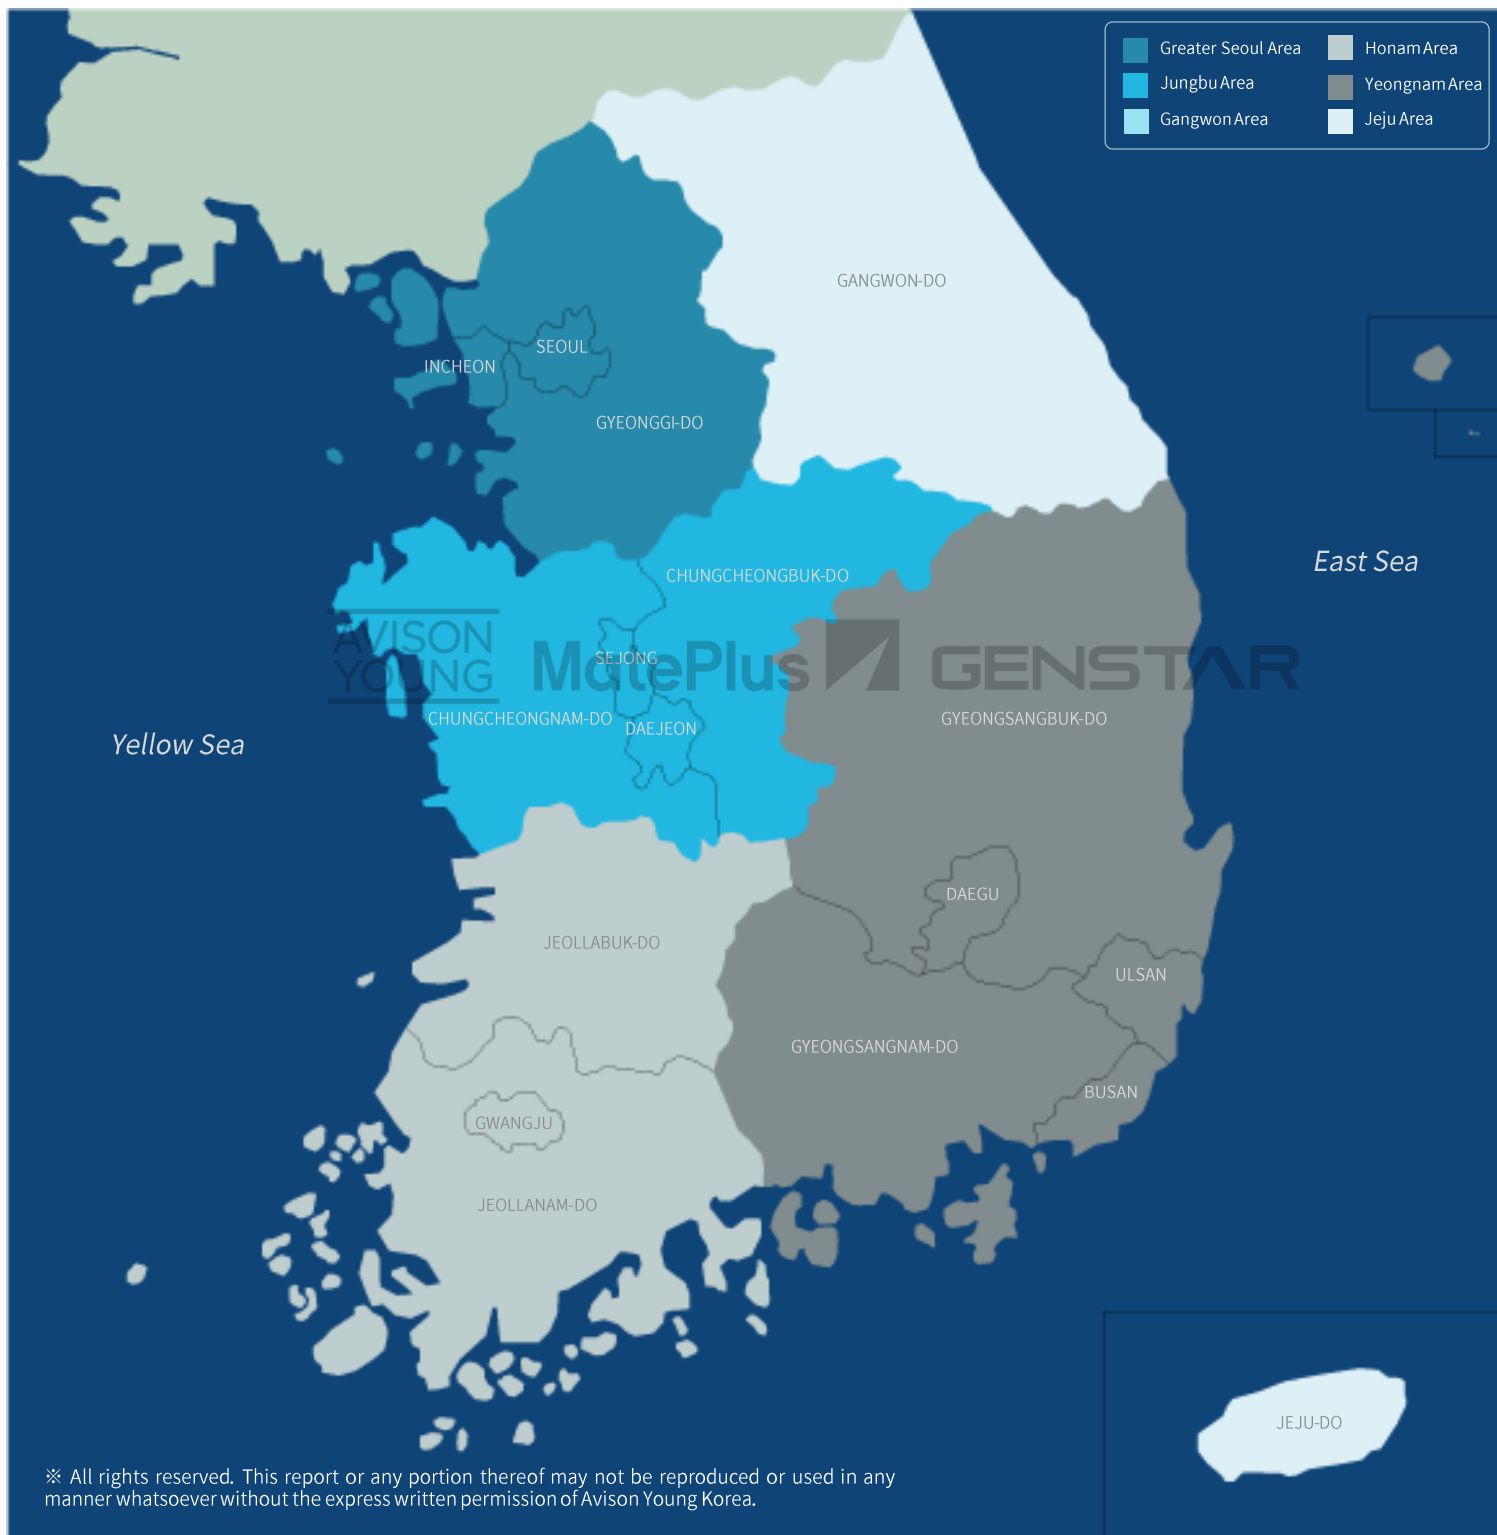 Greater Seoul Area
Honam Area
Jungbu Area
Yeongnam Area
Gangwon Area
Jeju Area
GANGWON-DO
SEOUL
INCHEON
GYEONGGI-DO
East Sea
CHUNGCHEONGBUK-DO
AVISON
YOUNG
MatePlus
GENSTAR
SEJONG
CHUNGCHEONGNAM-DO
GYEONGSANGBUK-DO
DAEJEON
Yellow Sea
DAEGU
JEOLLABUK-DO
ULSAN
GYEONGSANGNAM-DO
BUSAN
GWANGJU
JEOLLANAM-DO
JEJU-DO
※ All rights reserved. This report or any portion thereof may not be reproduced or used in any
manner whatsoever without the express written permission of Avison Young Korea.